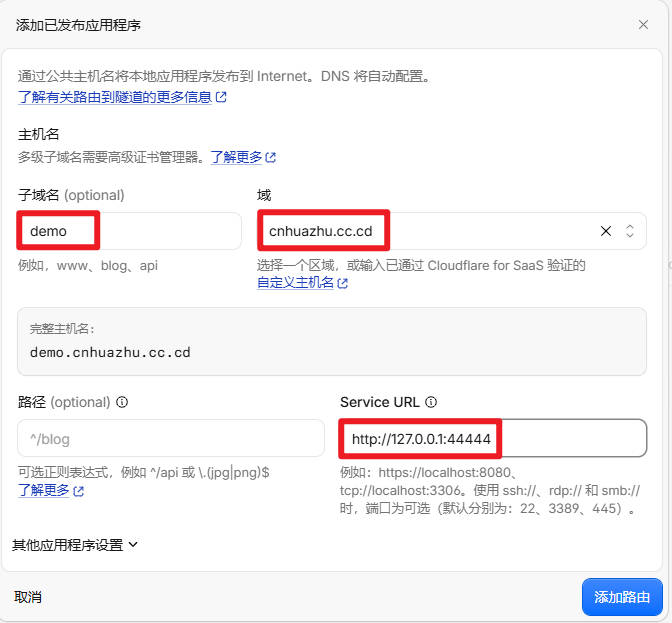 添加已发布应用程序
通过公共主机名将本地应用程序发布到 Internet。DNS 将自动配置。
了解有关路由到隧道的更多信息
主机名
多级子域名需要高级证书管理器。了解更多
子域名 (optional)
域
demo
cnhuazhu.cc.cd
例如，www、blog、api
选择一个区域，或输入已通过 Cloudflare for SaaS 验证的
自定义主机名
完整主机名:
demo.cnhuazhu.cc.cd
路径 (optional)
Service URL
^/blog
http://127.0.0.1:44444
可选正则表达式，例如 ^/api 或 \.(jpg|png)$
了解更多
例如：https://localhost:8080、
tcp://localhost:3306。使用 ssh://、rdp:// 和 smb://
时，端口为可选（默认分别为：22、3389、445）。
其他应用程序设置
取消
添加路由